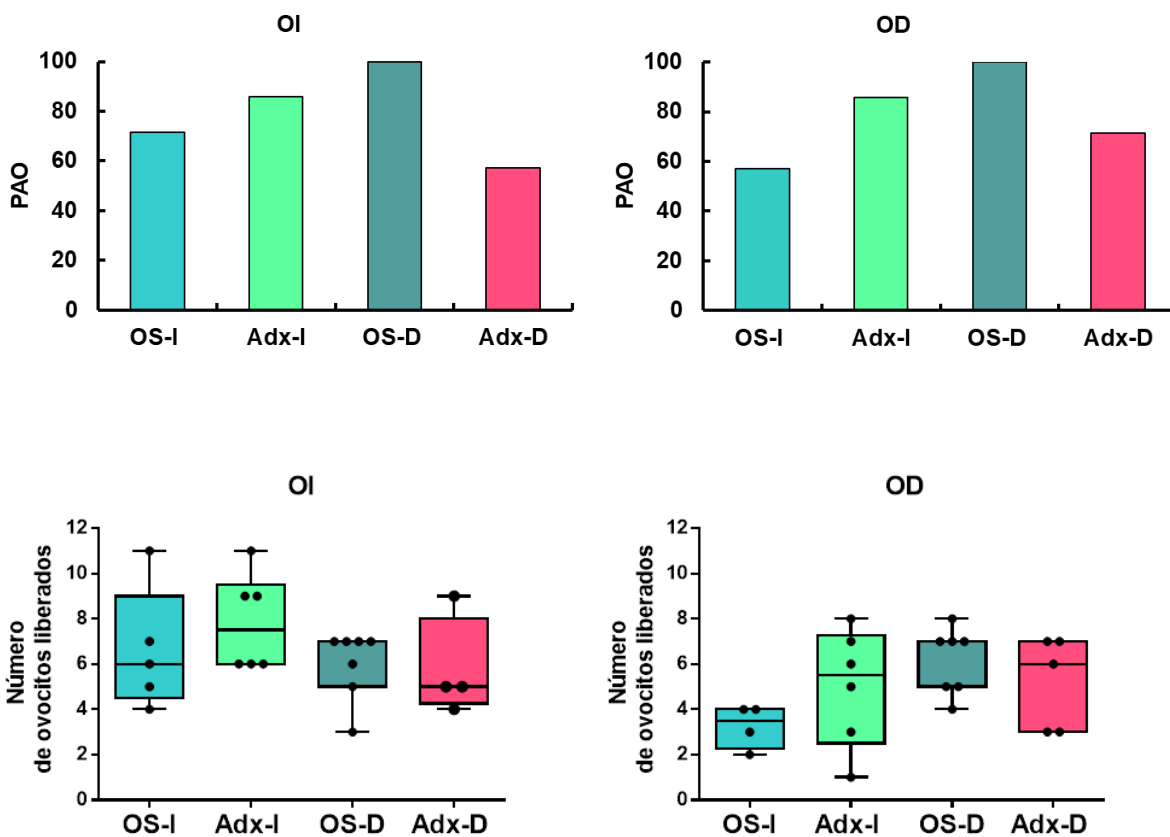 OI
PAO
100
80
60
40
20
0
OS-I Adx-I OS-D Adx-D
OD
PAO
100
80
60
40
20
0
OS-I Adx-I OS-D Adx-D
OI
Número
de ovocitos liberados
12
10
8
6
4
2
0
OS-I Adx-I OS-D Adx-D
OD
Número
de ovocitos liberados
12
10
8
6
4
2
0
OS-I Adx-I OS-D Adx-D